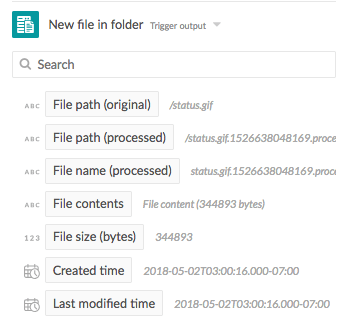 New file in folder Trigger output
Search
ABC File path (original) /status.gif
ABC File path (processed) /status.gif.1526638048169.proce
ABC File name (processed) status.gif.1526638048169.proce
ABC File contents File content (344893 bytes)
123 File size (bytes) 344893
Created time 2018-05-02T03:00:16.000-07:00
Last modified time 2018-05-02T03:00:16.000-07:00